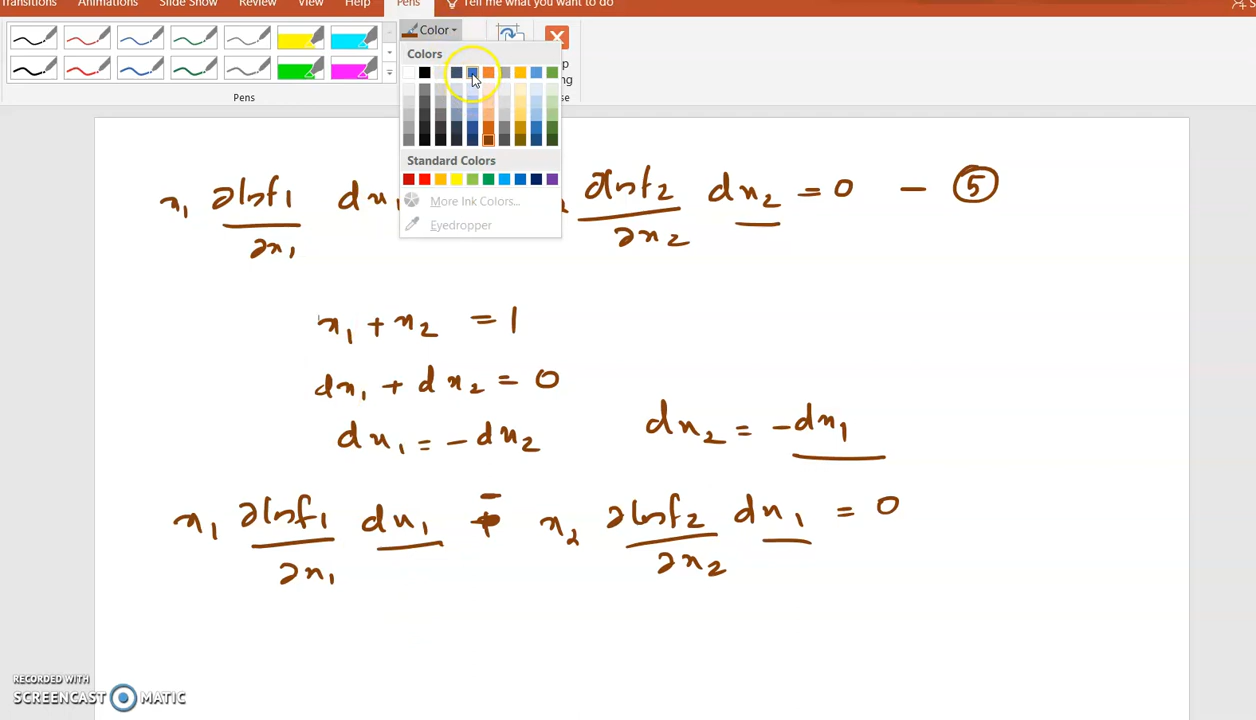 Transitions Animations Slide Show Review View Help Pens Tell me what you want to do
Color
Colors
Standard Colors
More Ink Colors...
Eyedropper
Pens
x₁ ∂lnf₁/∂x₁ dx₁ ∂lnf₂/∂x₂ dx₂ = 0 – ⑤
x₁ + x₂ = 1
dx₁ + dx₂ = 0
dx₁ = – dx₂
dx₂ = – dx₁
x₁ ∂lnf₁/∂x₁ dx₁ – x₂ ∂lnf₂/∂x₂ dx₁ = 0
RECORDED WITH
SCREENCAST MATIC